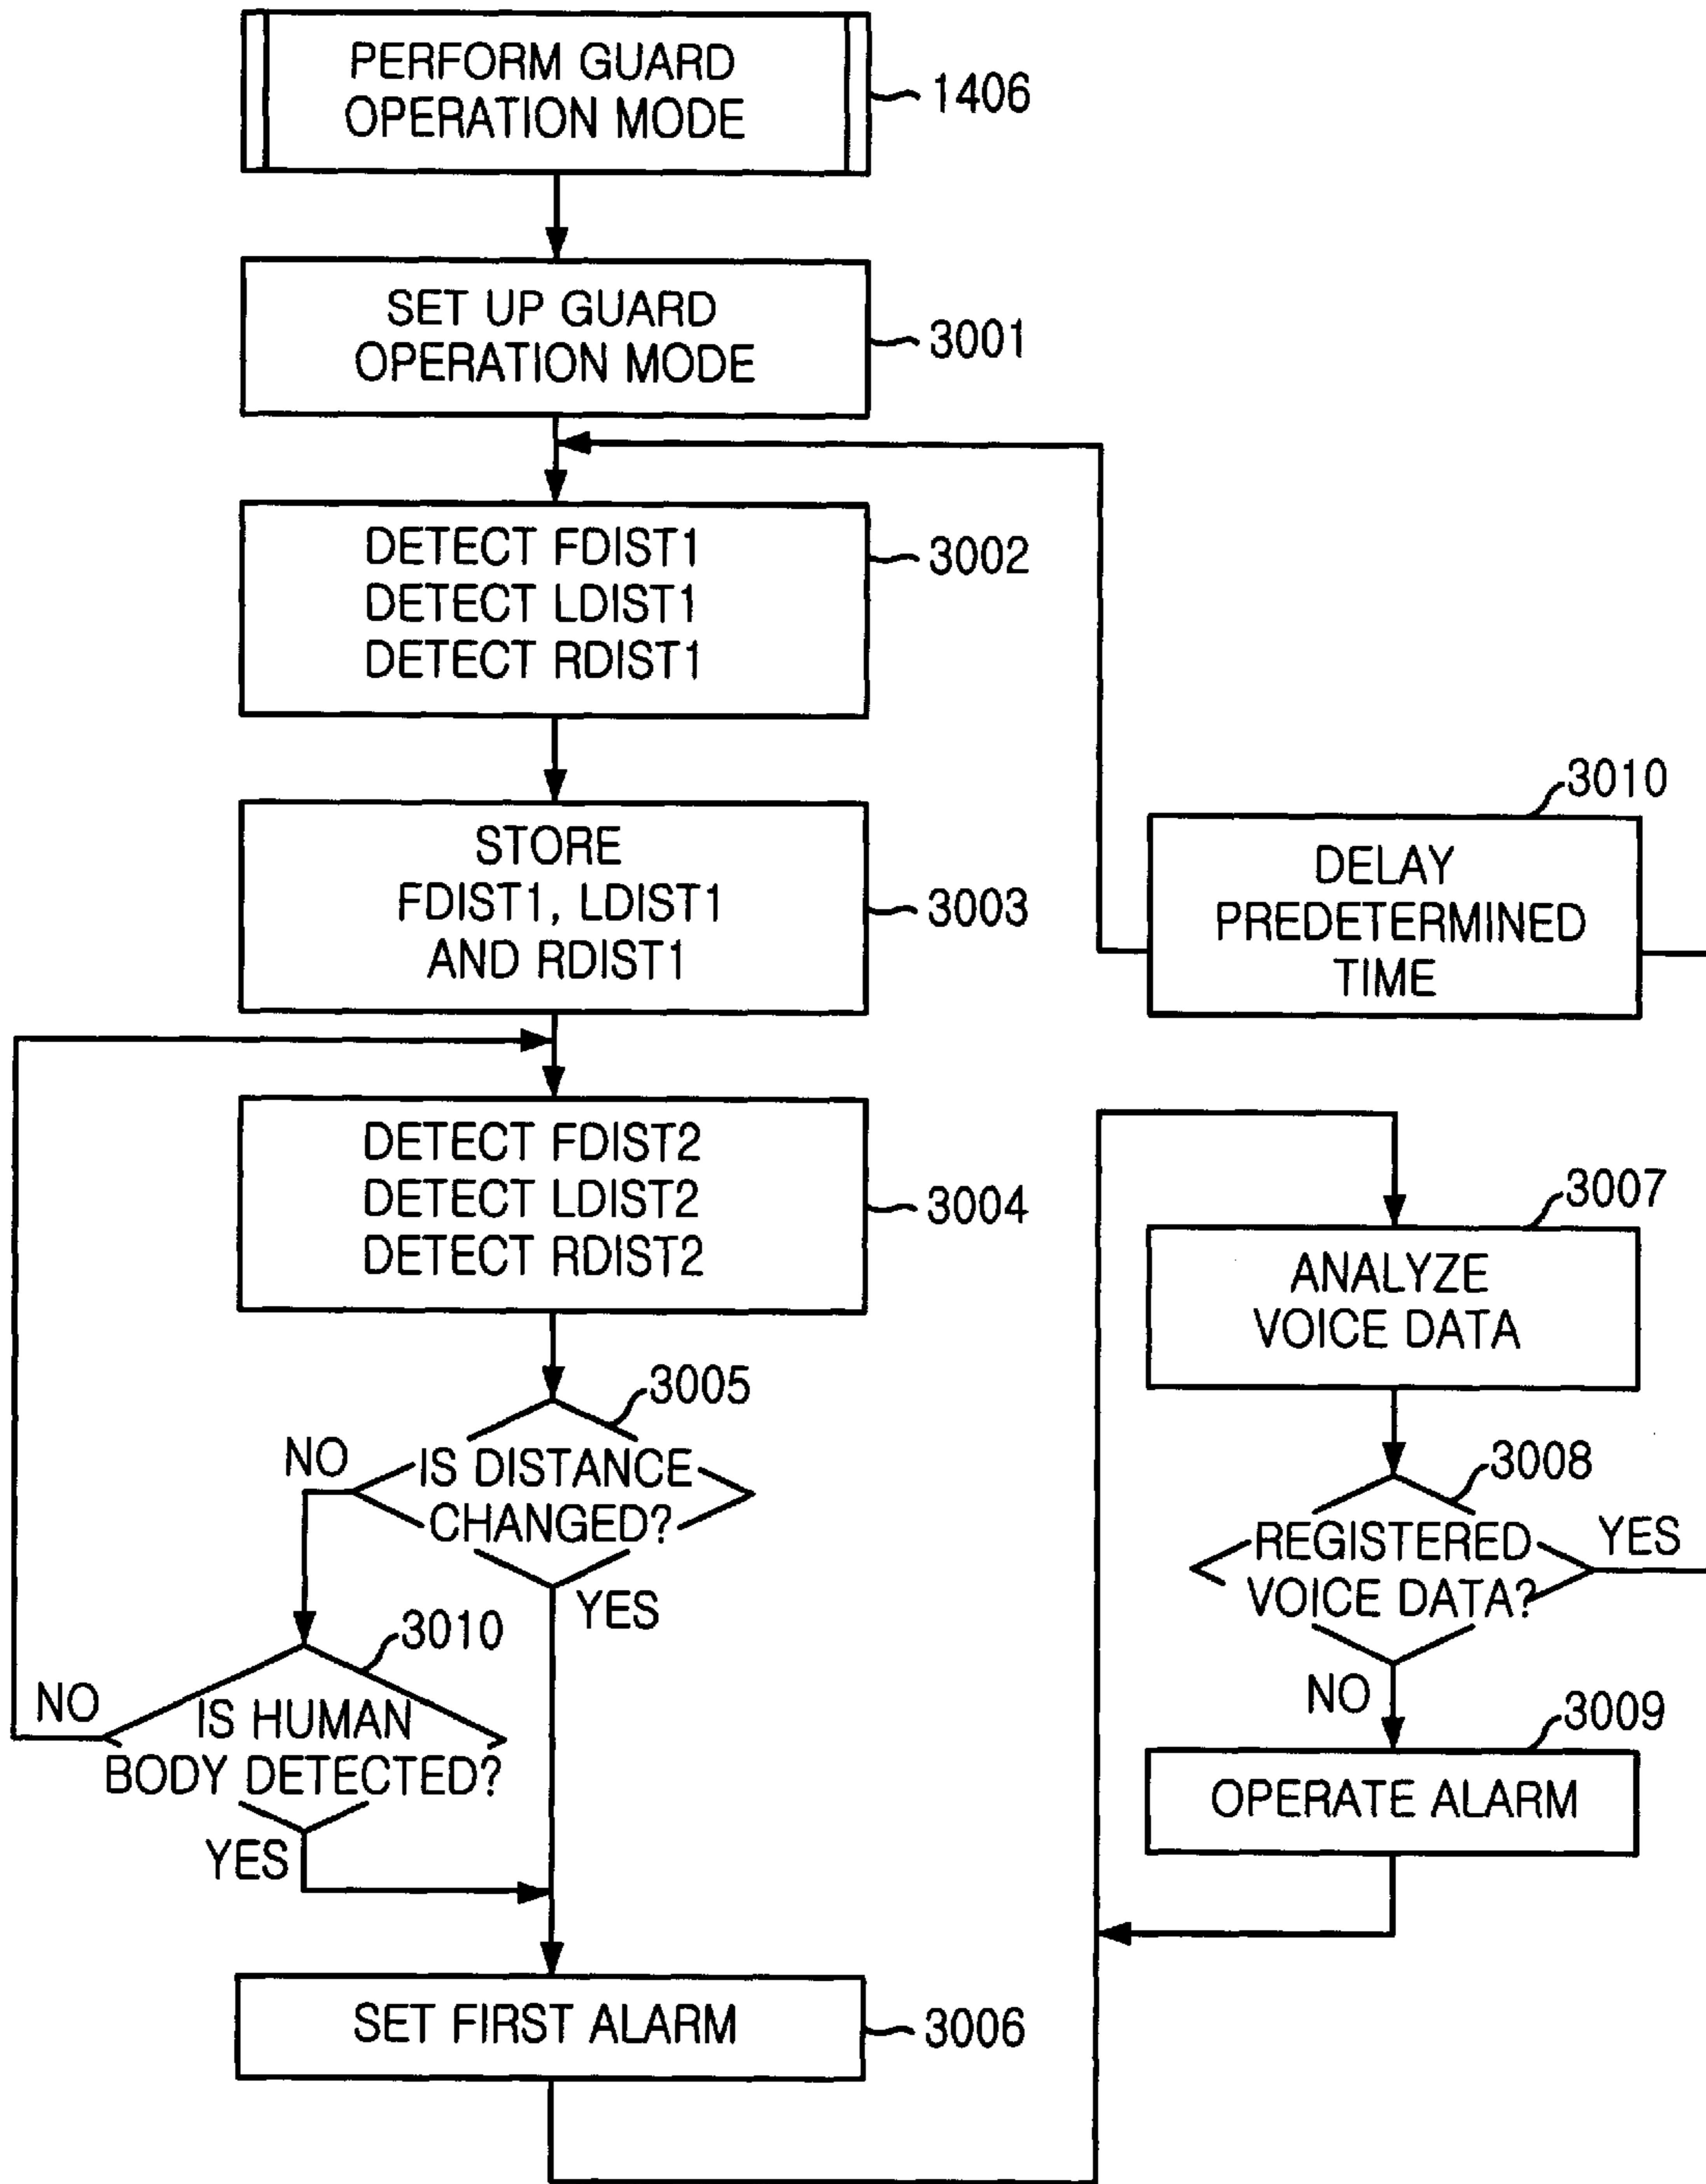 PERFORM GUARD
OPERATION MODE
1406
SET UP GUARD
OPERATION MODE
3001
DETECT FDIST1
DETECT LDIST1
DETECT RDIST1
3002
STORE
FDIST1, LDIST1
AND RDIST1
3003
DETECT FDIST2
DETECT LDIST2
DETECT RDIST2
3004
3005
IS DISTANCE
CHANGED?
NO
YES
3010
IS HUMAN
BODY DETECTED?
NO
YES
SET FIRST ALARM
3006
3010
DELAY
PREDETERMINED
TIME
3007
ANALYZE
VOICE DATA
3008
REGISTERED
VOICE DATA?
YES
NO
3009
OPERATE ALARM